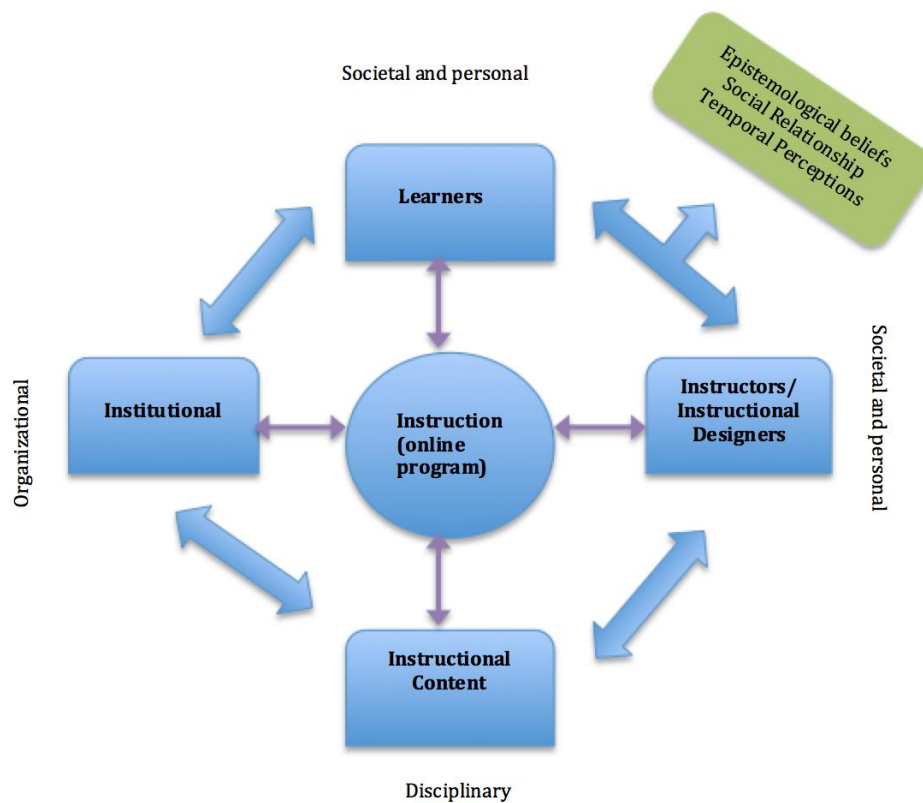 Societal and personal
Epistemological beliefs
Social Relationship
Temporal Perceptions
Learners
Organizational
Institutional
Instruction
(online
program)
Instructors/
Instructional
Designers
Societal and personal
Instructional
Content
Disciplinary